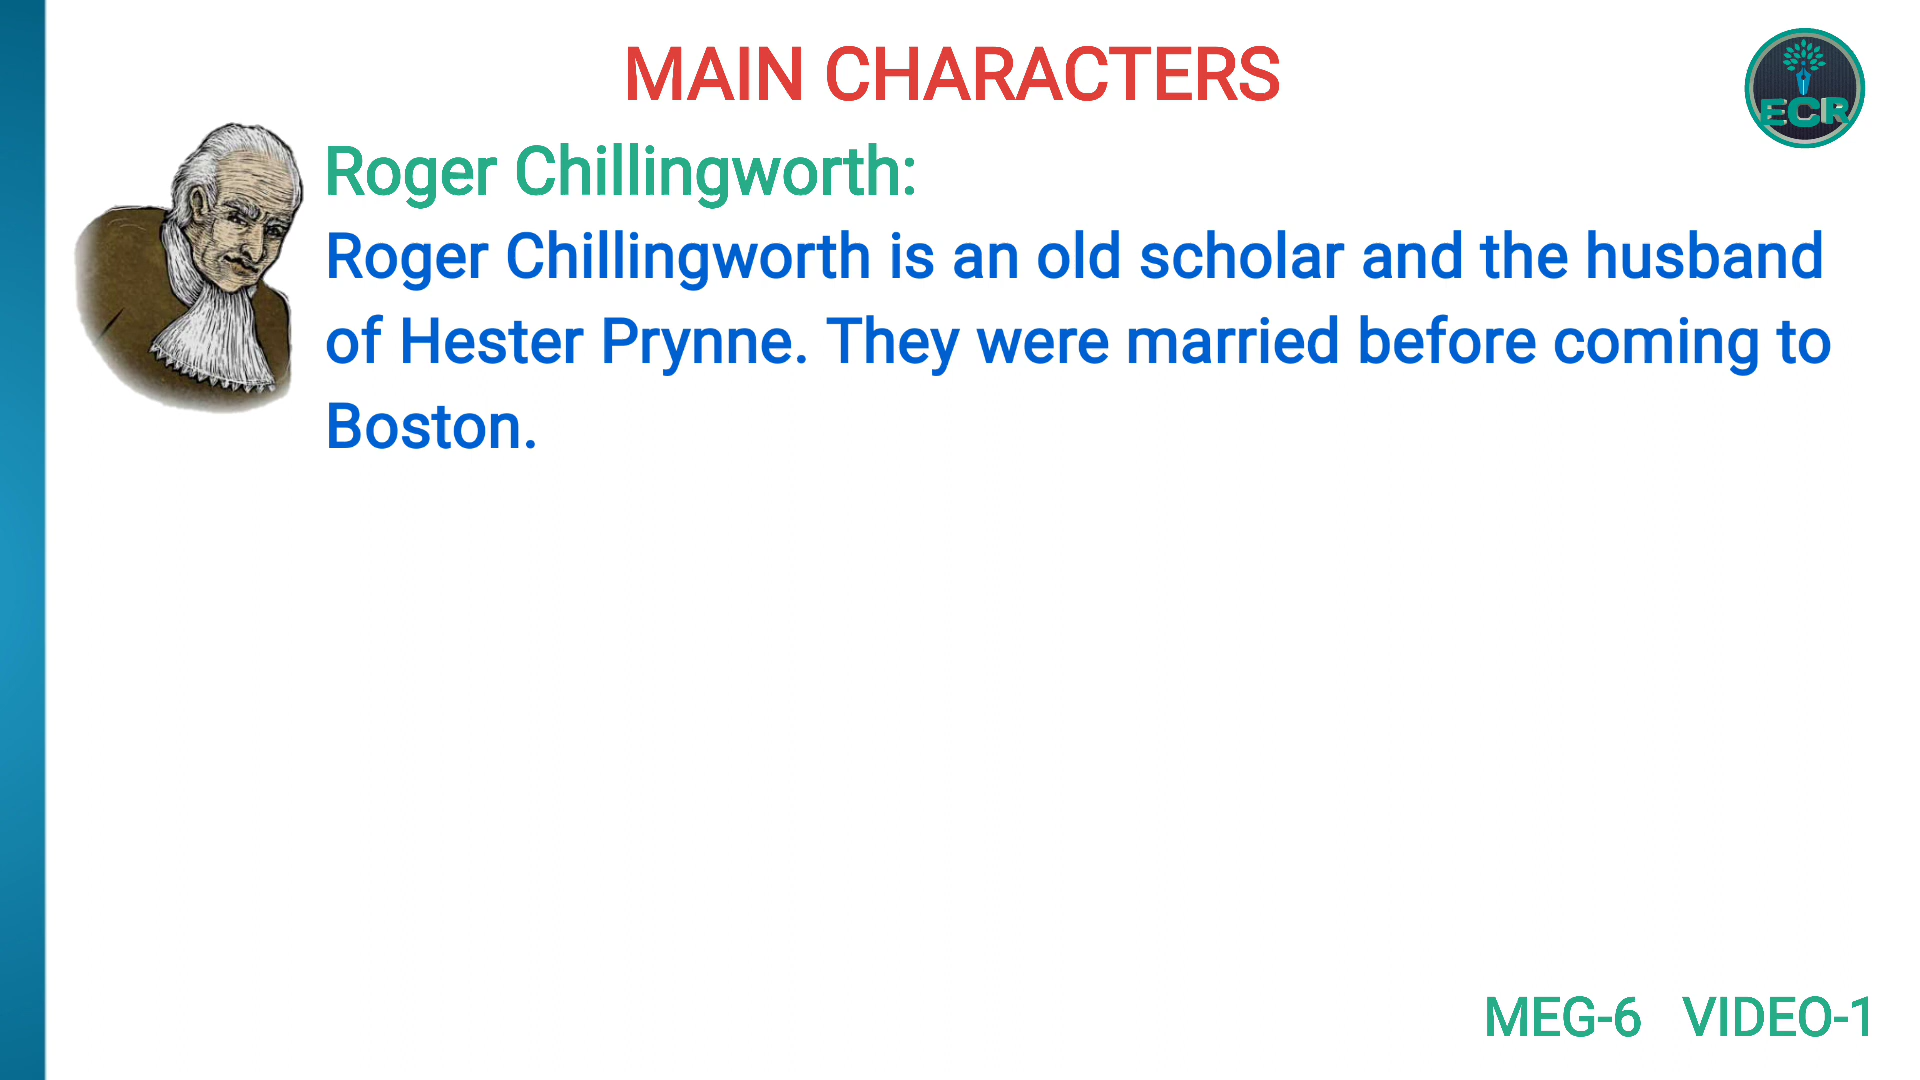 MAIN CHARACTERS
ECR
Roger Chillingworth:
Roger Chillingworth is an old scholar and the husband
of Hester Prynne. They were married before coming to
Boston.
MEG-6 VIDEO-1